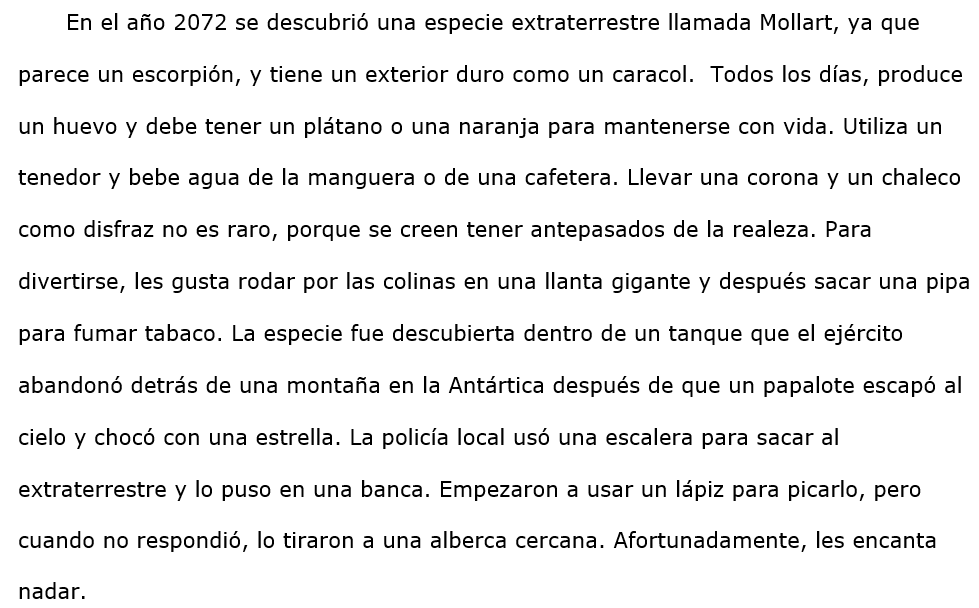 En el año 2072 se descubrió una especie extraterrestre llamada Mollart, ya que
parece un escorpión, y tiene un exterior duro como un caracol.  Todos los días, produce
un huevo y debe tener un plátano o una naranja para mantenerse con vida. Utiliza un
tenedor y bebe agua de la manguera o de una cafetera. Llevar una corona y un chaleco
como disfraz no es raro, porque se creen tener antepasados de la realeza. Para
divertirse, les gusta rodar por las colinas en una llanta gigante y después sacar una pipa
para fumar tabaco. La especie fue descubierta dentro de un tanque que el ejército
abandonó detrás de una montaña en la Antártica después de que un papalote escapó al
cielo y chocó con una estrella. La policía local usó una escalera para sacar al
extraterrestre y lo puso en una banca. Empezaron a usar un lápiz para picarlo, pero
cuando no respondió, lo tiraron a una alberca cercana. Afortunadamente, les encanta
nadar.